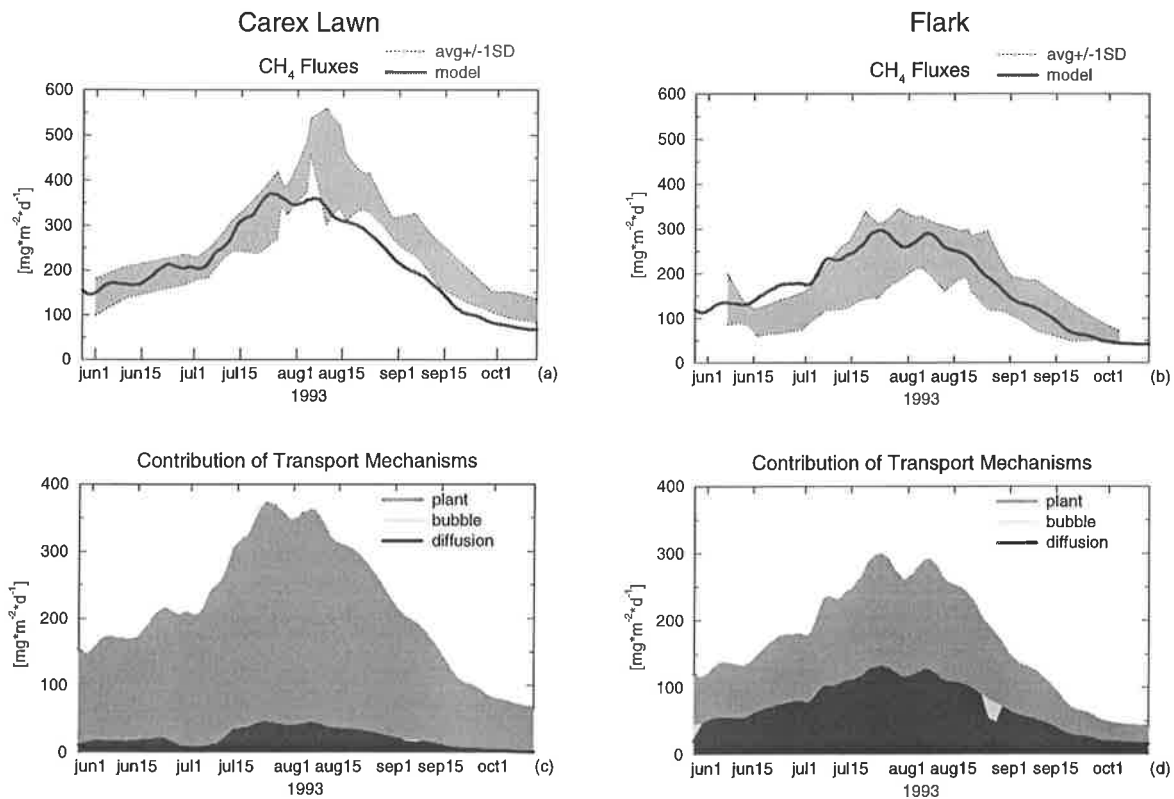 Carex Lawn
CH4 Fluxes
avg+/-1SD
model
600
500
400
300
200
100
0
[mg*m-2*d-1]
jun1 jun15 jul1 jul15 aug1 aug15 sep1 sep15 oct1 (a)
1993
Flark
CH4 Fluxes
avg+/-1SD
model
600
500
400
300
200
100
0
[mg*m-2*d-1]
jun1 jun15 jul1 jul15 aug1 aug15 sep1 sep15 oct1 (b)
1993
Contribution of Transport Mechanisms
400
300
200
100
0
[mg*m-2*d-1]
plant
bubble
diffusion
jun1 jun15 jul1 jul15 aug1 aug15 sep1 sep15 oct1 (c)
1993
Contribution of Transport Mechanisms
400
300
200
100
0
[mg*m-2*d-1]
plant
bubble
diffusion
jun1 jun15 jul1 jul15 aug1 aug15 sep1 sep15 oct1 (d)
1993